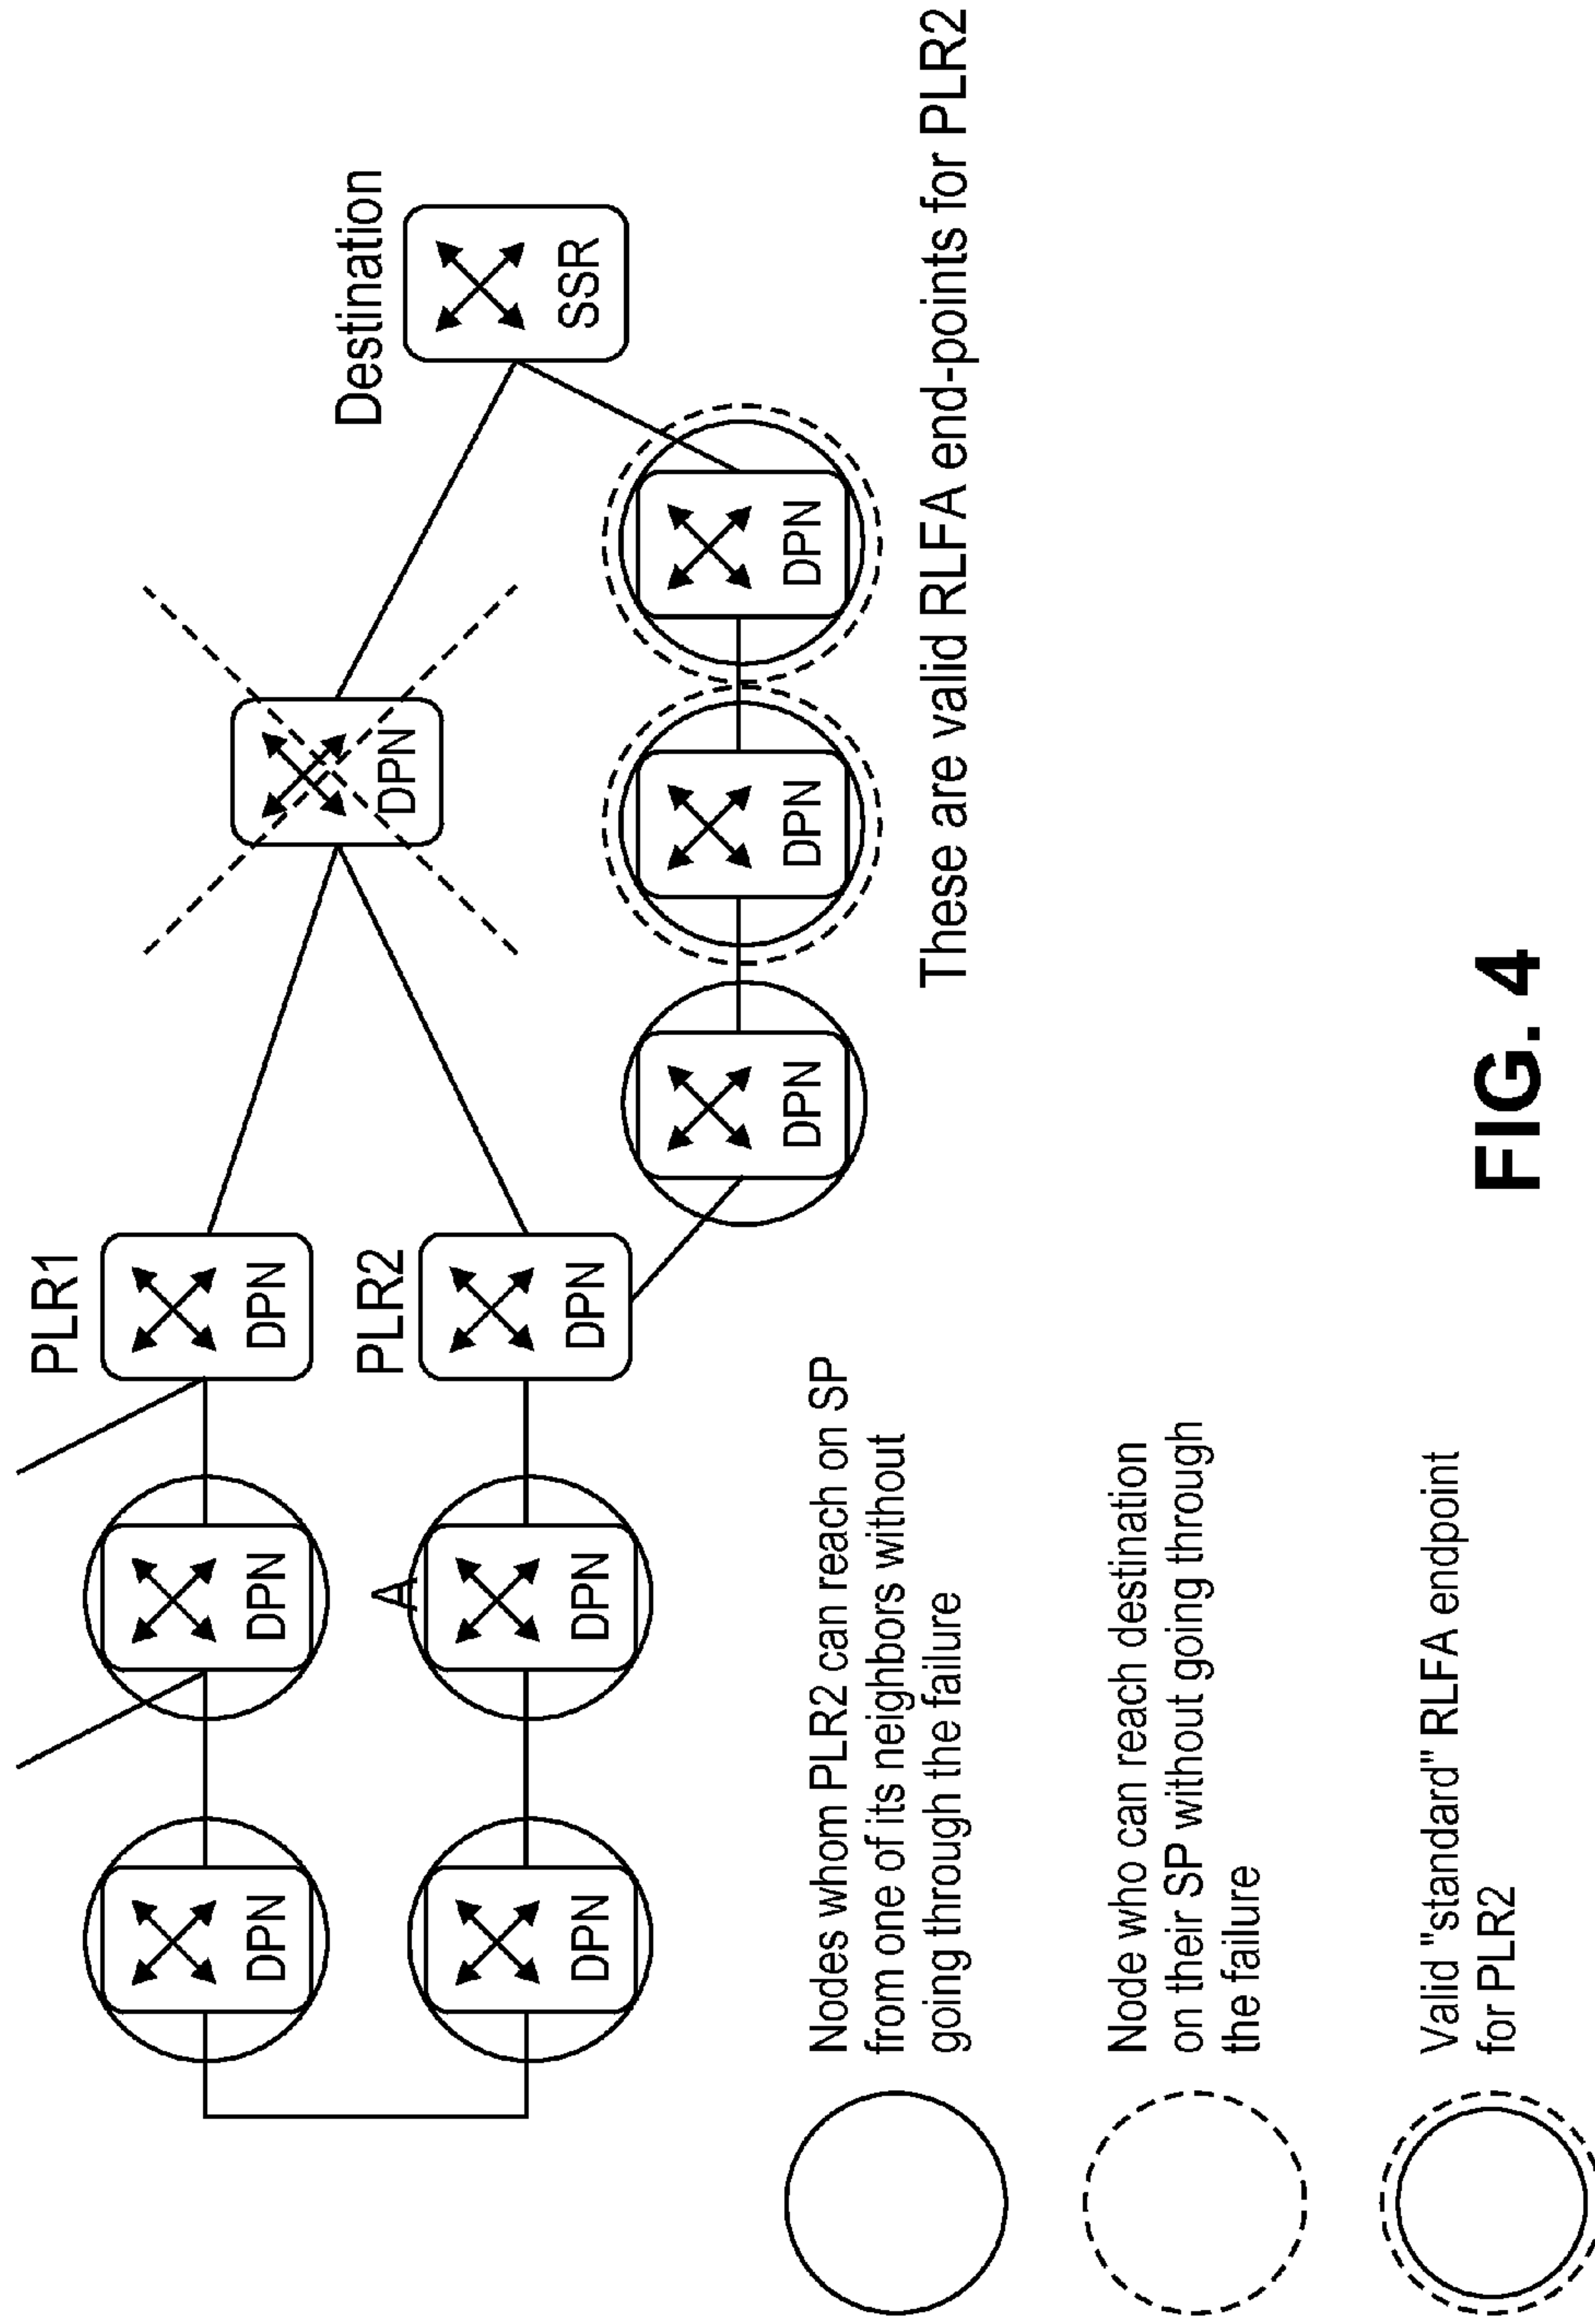 PLR1
DPN
DPN
DPN
PLR2
A
DPN
DPN
DPN
DPN
Destination
SSR
DPN
DPN
DPN
These are valid RLFA end-points for PLR2
Nodes whom PLR2 can reach on SP
from one of its neighbors without
going through the failure
Node who can reach destination
on their SP without going through
the failure
Valid "standard" RLFA endpoint
for PLR2
FIG. 4